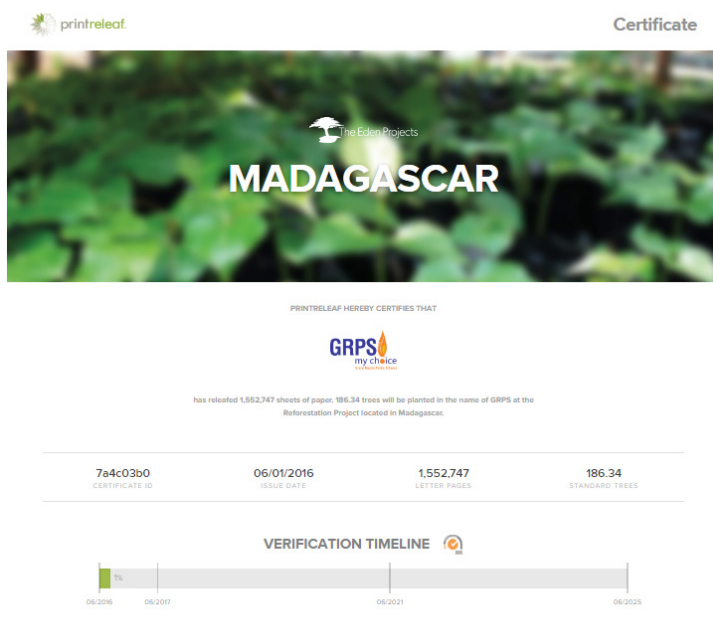 printreleaf.
Certificate
The Eden Projects
MADAGASCAR
PRINTRELEAF HEREBY CERTIFIES THAT
GRPS
my choice
has releafed 1,552,747 sheets of paper. 186.34 trees will be planted in the name of GRPS at the
Reforestation Project located in Madagascar.
7a4c03b0 06/01/2016 1,552,747 186.34
CERTIFICATE ID ISSUE DATE LETTER PAGES STANDARD TREES
VERIFICATION TIMELINE
1%
06/2016 06/2017 06/2021 06/2025